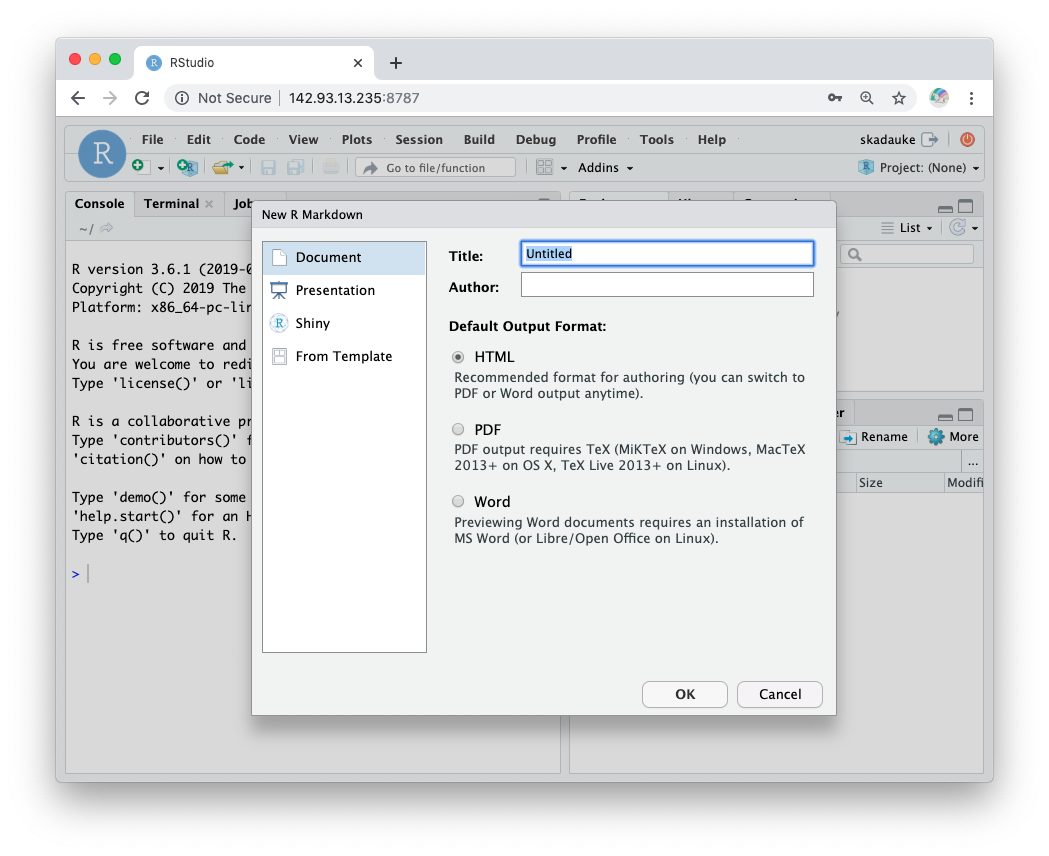 RStudio
Not Secure 142.93.13.235:8787
File Edit Code View Plots Session Build Debug Profile Tools Help skadauke
R
Go to file/function Addins Project: (None)
Console Terminal
~/ List
New R Markdown
Document
Presentation
Shiny
From Template
Title: Untitled
Author:
Default Output Format:
HTML
Recommended format for authoring (you can switch to
PDF or Word output anytime).
PDF
PDF output requires TeX (MiKTeX on Windows, MacTeX
2013+ on OS X, TeX Live 2013+ on Linux).
Word
Previewing Word documents requires an installation of
MS Word (or Libre/Open Office on Linux).
OK Cancel
R version 3.6.1 (2019-0
Copyright (C) 2019 The
Platform: x86_64-pc-lin
R is free software and
You are welcome to redi
Type 'license()' or 'li
R is a collaborative pr
Type 'contributors()' f
'citation()' on how to
Type 'demo()' for some
'help.start()' for an H
Type 'q()' to quit R.
>
Rename More
...
Size Modifi